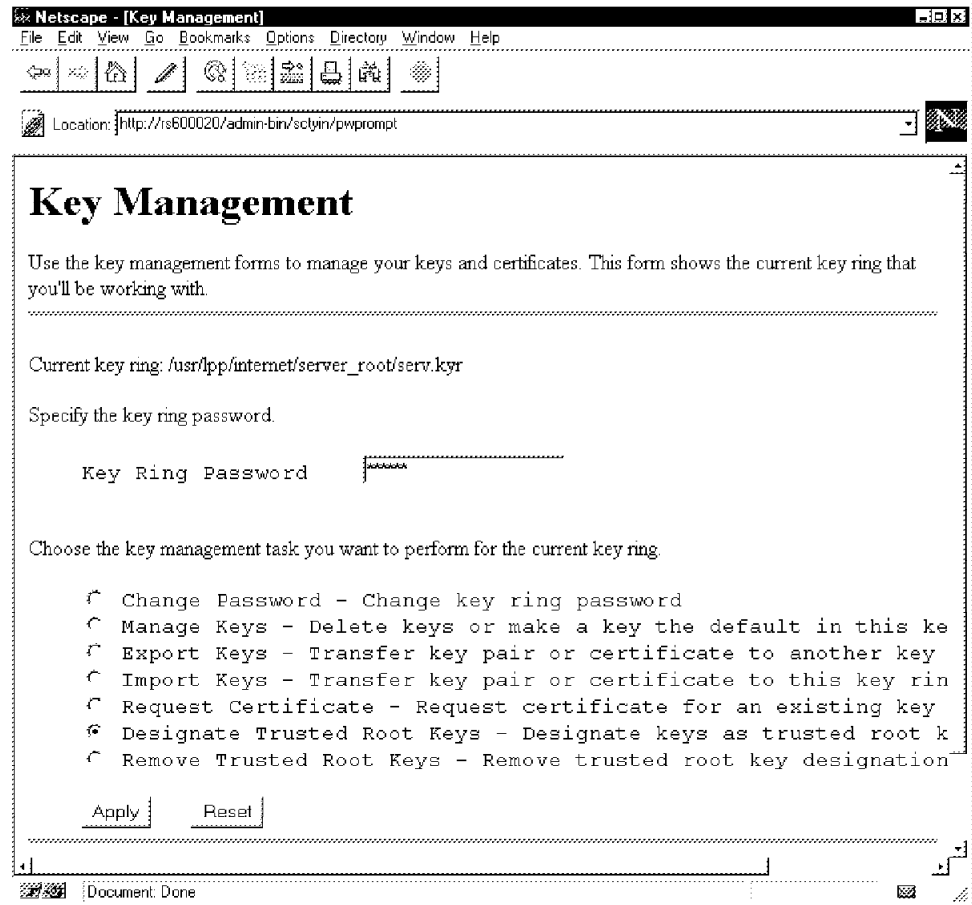 Netscape - [Key Management]
File Edit View Go Bookmarks Options Directory Window Help
Location: http://rs600020/admin-bin/sctyin/pwprompt
N
Key Management
Use the key management forms to manage your keys and certificates. This form shows the current key ring that
you'll be working with.
Current key ring: /usr/lpp/internet/server_root/serv.kyr
Specify the key ring password.
Key Ring Password ******
Choose the key management task you want to perform for the current key ring.
Change Password - Change key ring password
Manage Keys - Delete keys or make a key the default in this ke
Export Keys - Transfer key pair or certificate to another key
Import Keys - Transfer key pair or certificate to this key rin
Request Certificate - Request certificate for an existing key
Designate Trusted Root Keys - Designate keys as trusted root k
Remove Trusted Root Keys - Remove trusted root key designation
Apply Reset
Document: Done